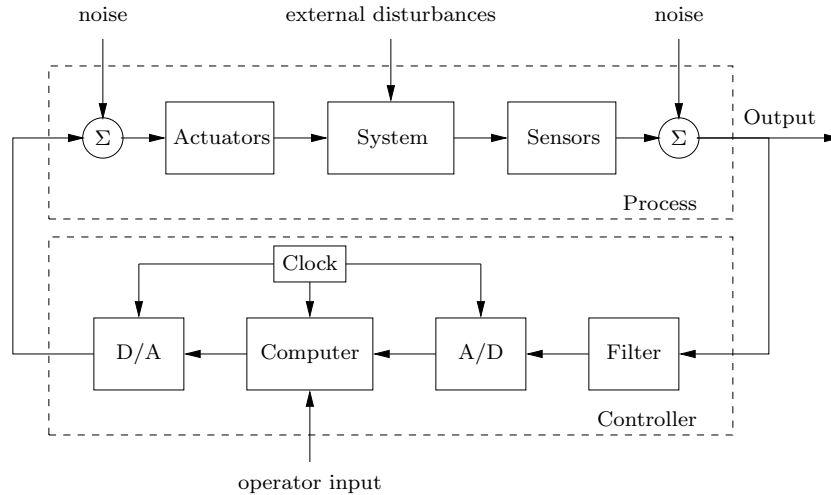 noise
external disturbances
noise
Σ
Actuators
System
Sensors
Σ
Output
Process
Clock
D/A
Computer
A/D
Filter
Controller
operator input